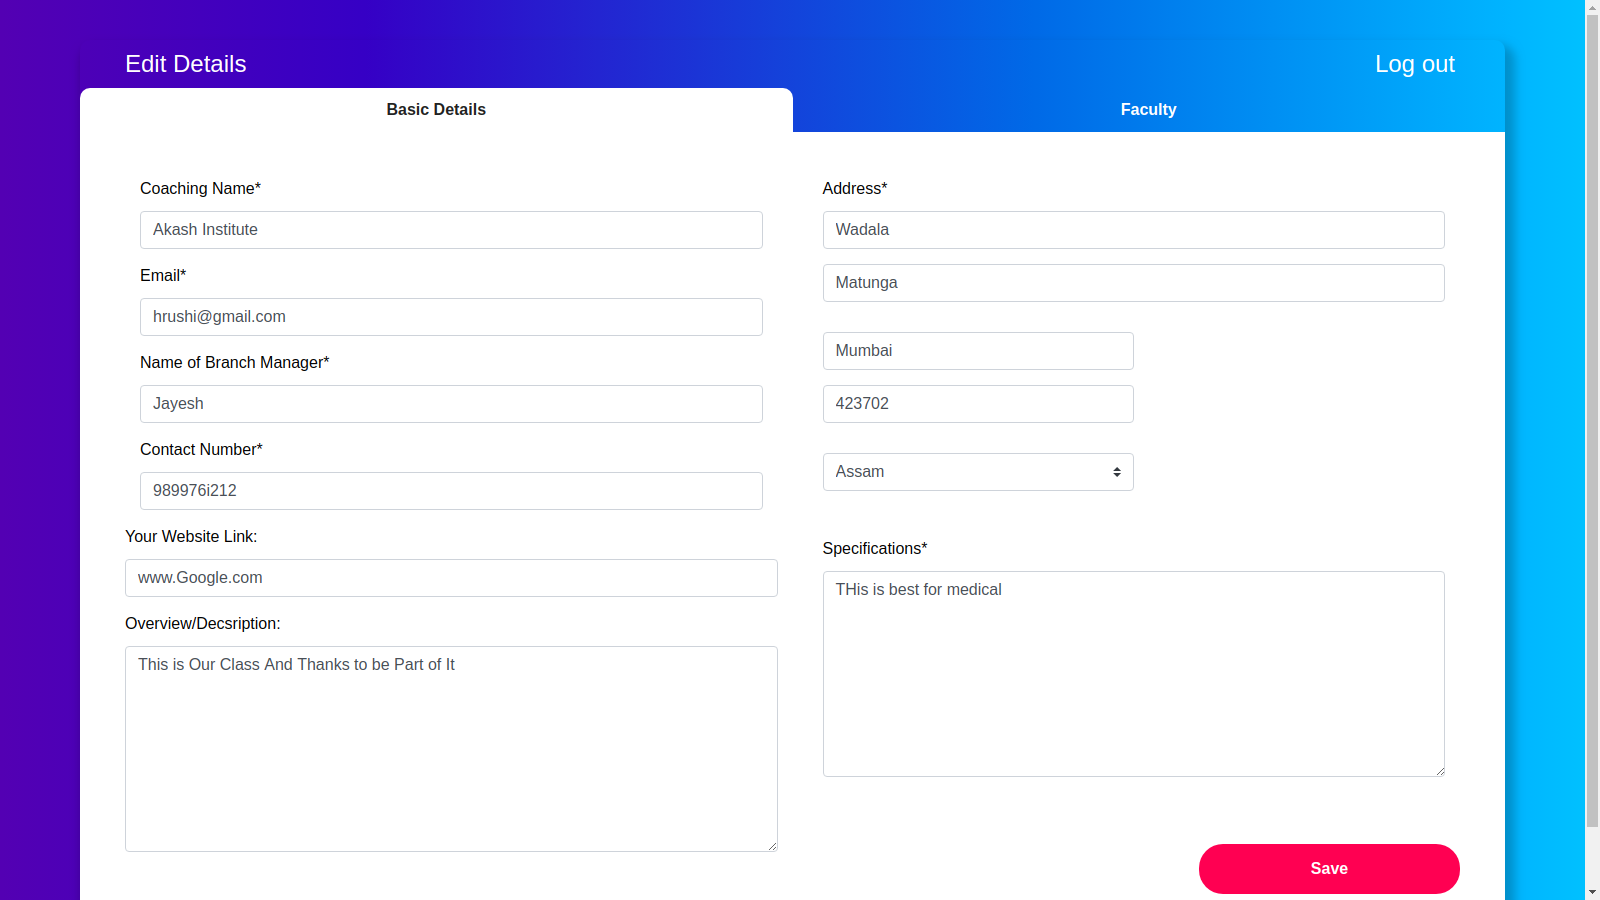 Edit Details
Log out
Basic Details
Faculty
Coaching Name*
Akash Institute
Email*
hrushi@gmail.com
Name of Branch Manager*
Jayesh
Contact Number*
989976i212
Your Website Link:
www.Google.com
Overview/Decsription:
This is Our Class And Thanks to be Part of It
Address*
Wadala
Matunga
Mumbai
423702
Assam
Specifications*
THis is best for medical
Save